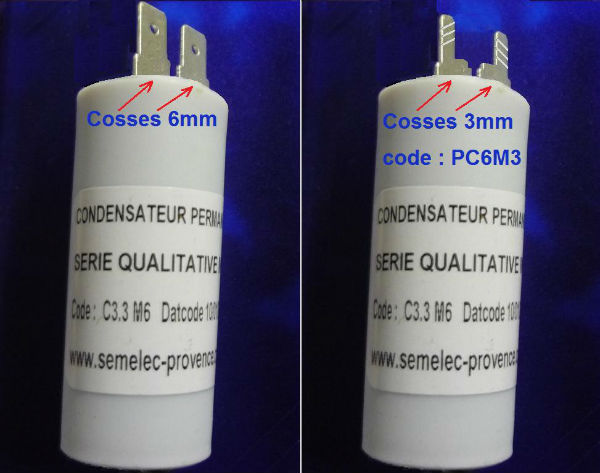 Cosses 6mm
CONDENSATEUR PERMA
SERIE QUALITATIVE
Code : C3.3 M6 Datcode
www.semelec-provence.
Cosses 3mm
code : PC6M3
CONDENSATEUR PERMA
SERIE QUALITATIVE
Code : C3.3 M6 Datcode
www.semelec-provence.